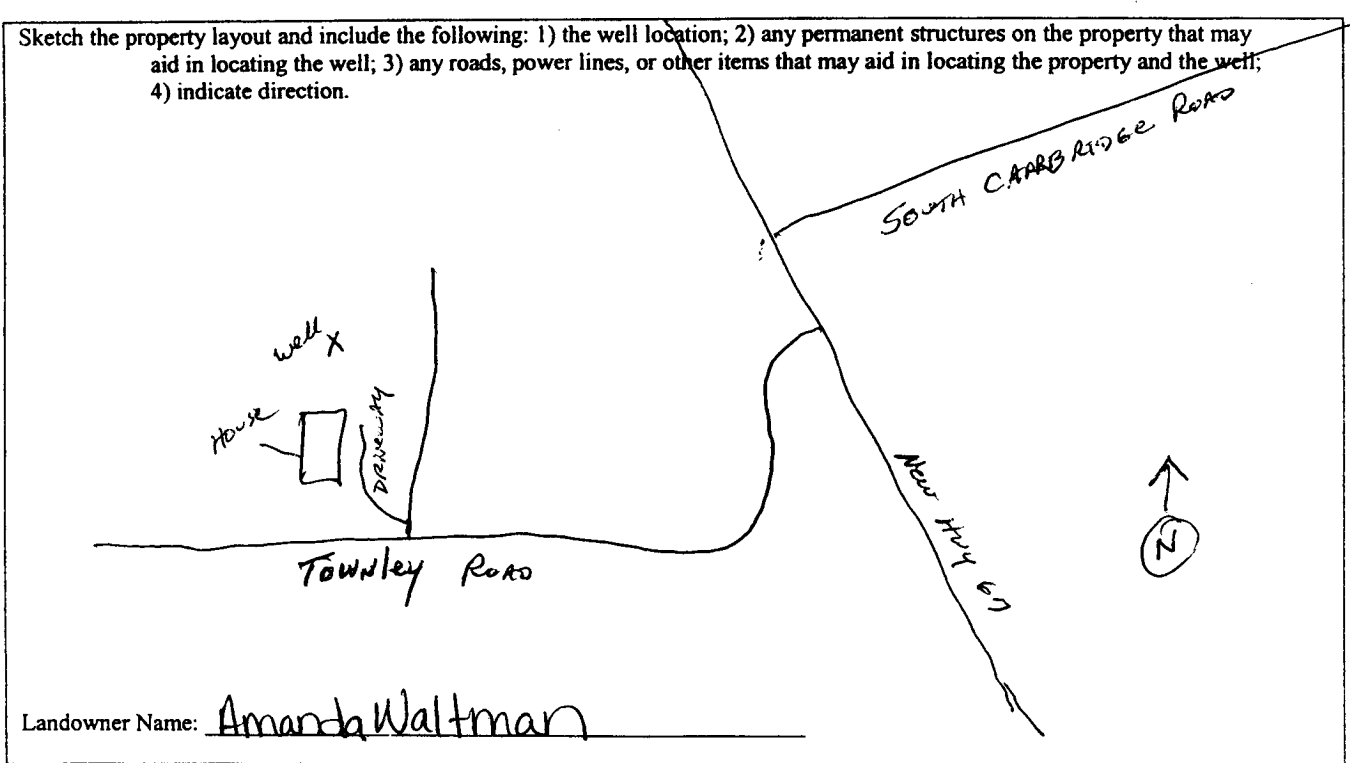 Sketch the property layout and include the following: 1) the well location; 2) any permanent structures on the property that may
aid in locating the well; 3) any roads, power lines, or other items that may aid in locating the property and the well;
4) indicate direction.
SOUTH CARRBRIDGE ROAD
well X
House
DRIVEWAY
New Hwy 67
N
TOWNley ROAD
Landowner Name: Amanda Waltman